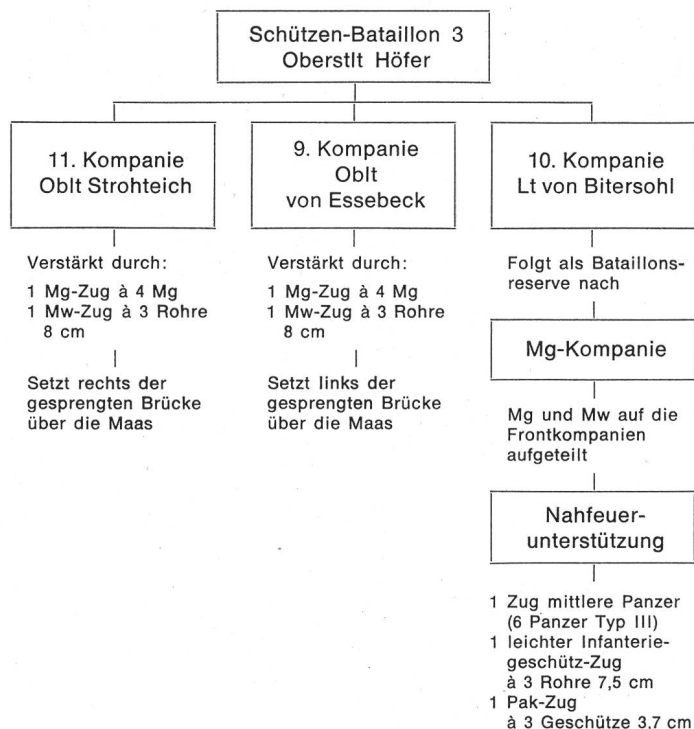 Schützen-Bataillon 3
Oberstlt Höfer
11. Kompanie
Oblt Strohteich
Verstärkt durch:
1 Mg-Zug à 4 Mg
1 Mw-Zug à 3 Rohre
8 cm
Setzt rechts der
gesprengten Brücke
über die Maas
9. Kompanie
Oblt
von Essebeck
Verstärkt durch:
1 Mg-Zug à 4 Mg
1 Mw-Zug à 3 Rohre
8 cm
Setzt links der
gesprengten Brücke
über die Maas
10. Kompanie
Lt von Bitersohl
Folgt als Bataillons-
reserve nach
Mg-Kompanie
Mg und Mw auf die
Frontkompanien
aufgeteilt
Nahfeuer-
unterstützung
1 Zug mittlere Panzer
(6 Panzer Typ III)
1 leichter Infanterie-
geschütz-Zug
à 3 Rohre 7,5 cm
1 Pak-Zug
à 3 Geschütze 3,7 cm